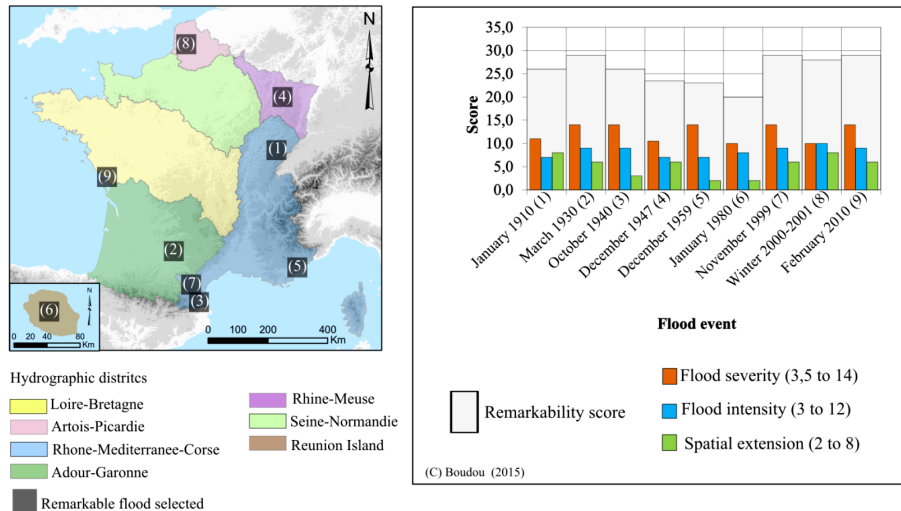 N
(8)
(4)
(1)
(9)
(2)
(5)
(7)
(3)
N
(6)
0 20 40 80
Km
0 100 200 400
Km
Hydrographic distritcs
Loire-Bretagne
Artois-Picardie
Rhone-Mediterranee-Corse
Adour-Garonne
Remarkable flood selected
Rhine-Meuse
Seine-Normandie
Reunion Island
35,0
30,0
25,0
20,0
15,0
10,0
5,0
0,0
Score
January 1910 (1)
March 1930 (2)
October 1940 (3)
December 1947 (4)
December 1959 (5)
January 1980 (6)
November 1999 (7)
Winter 2000-2001 (8)
February 2010 (9)
Flood event
Remarkability score
Flood severity (3,5 to 14)
Flood intensity (3 to 12)
Spatial extension (2 to 8)
(C) Boudou (2015)